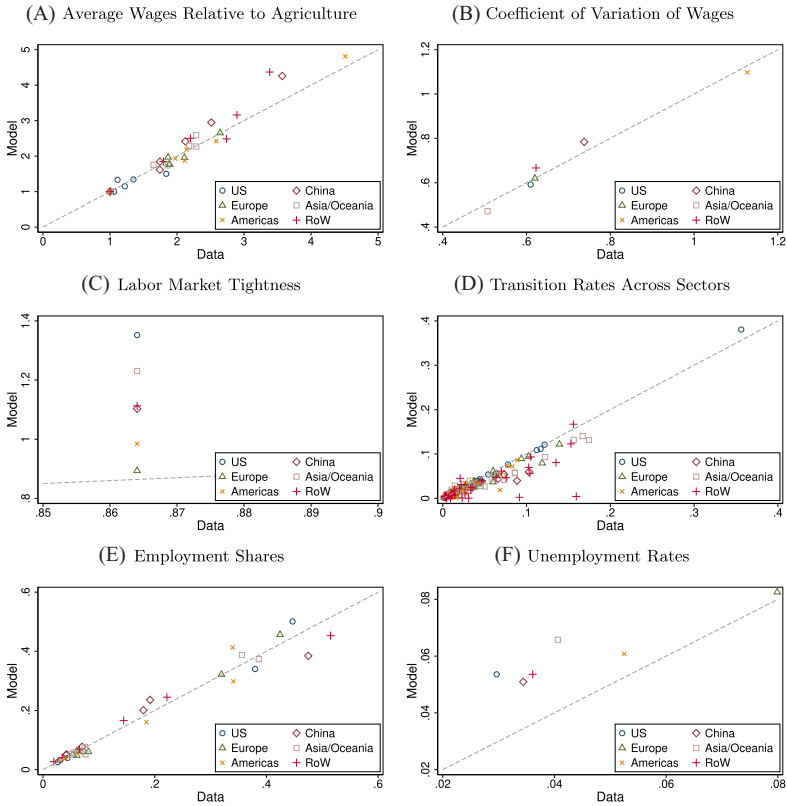 (A) Average Wages Relative to Agriculture
5
4
3
2
1
0
Model
0 1 2 3 4 5
Data
US China
Europe Asia/Oceania
Americas RoW
(B) Coefficient of Variation of Wages
1.2
1
.8
.6
.4
Model
.4 .6 .8 1 1.2
Data
US China
Europe Asia/Oceania
Americas RoW
(C) Labor Market Tightness
1.4
1.2
1
.8
Model
.85 .86 .87 .88 .89 .9
Data
US China
Europe Asia/Oceania
Americas RoW
(D) Transition Rates Across Sectors
.4
.3
.2
.1
0
Model
0 .1 .2 .3 .4
Data
US China
Europe Asia/Oceania
Americas RoW
(E) Employment Shares
.6
.4
.2
0
Model
0 .2 .4 .6
Data
US China
Europe Asia/Oceania
Americas RoW
(F) Unemployment Rates
.08
.06
.04
.02
Model
.02 .04 .06 .08
Data
US China
Europe Asia/Oceania
Americas RoW